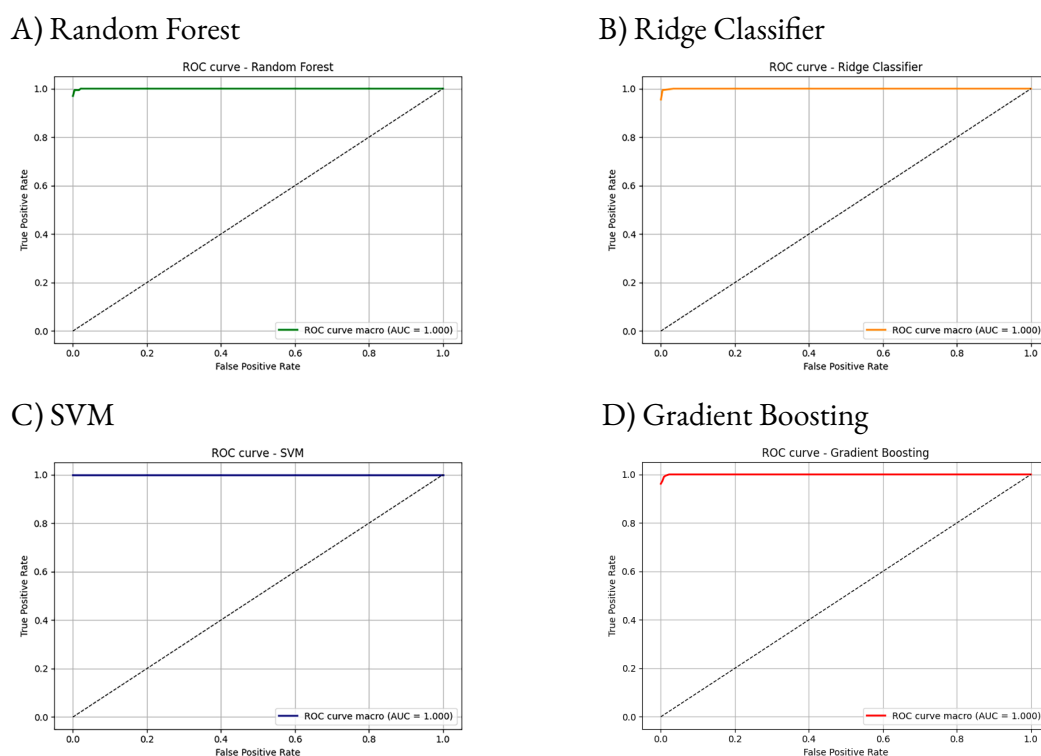 A) Random Forest
ROC curve - Random Forest
True Positive Rate
1.0
0.8
0.6
0.4
0.2
0.0
ROC curve macro (AUC = 1.000)
0.0 0.2 0.4 0.6 0.8 1.0
False Positive Rate
B) Ridge Classifier
ROC curve - Ridge Classifier
True Positive Rate
1.0
0.8
0.6
0.4
0.2
0.0
ROC curve macro (AUC = 1.000)
0.0 0.2 0.4 0.6 0.8 1.0
False Positive Rate
C) SVM
ROC curve - SVM
True Positive Rate
1.0
0.8
0.6
0.4
0.2
0.0
ROC curve macro (AUC = 1.000)
0.0 0.2 0.4 0.6 0.8 1.0
False Positive Rate
D) Gradient Boosting
ROC curve - Gradient Boosting
True Positive Rate
1.0
0.8
0.6
0.4
0.2
0.0
ROC curve macro (AUC = 1.000)
0.0 0.2 0.4 0.6 0.8 1.0
False Positive Rate